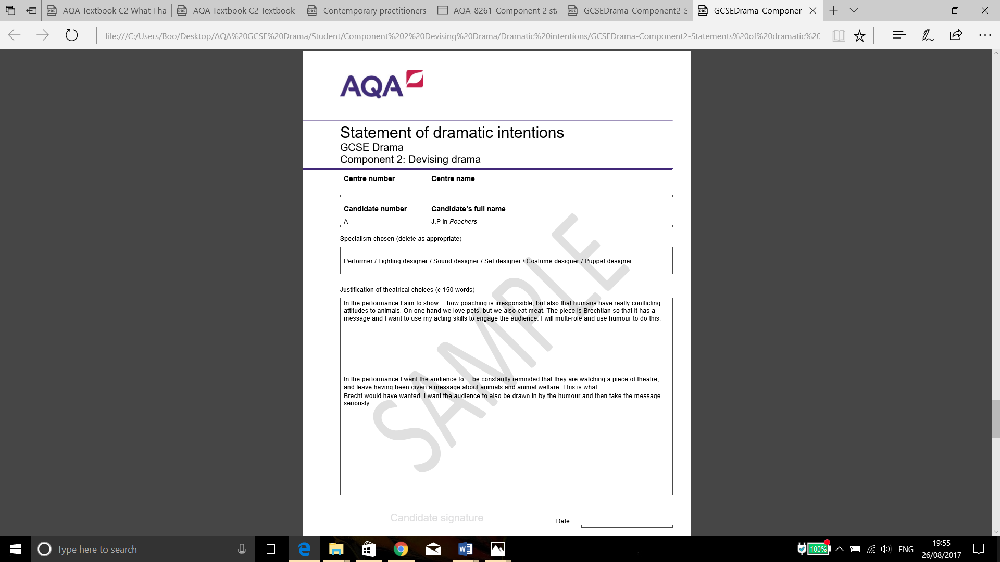 AQA Textbook C2 What I ha
AQA Textbook C2 Textbook
Contemporary practitioners
AQA-8261-Component 2 sta
GCSEDrama-Component2-S
GCSEDrama-Componer
file:///C:/Users/Boo/Desktop/AQA%20GCSE%20Drama/Student/Component%202%20Devising%20Drama/Dramatic%20intentions/GCSEDrama-Component2-Statements%20of%20dramatic%20
AQA
Statement of dramatic intentions
GCSE Drama
Component 2: Devising drama
Centre number Centre name
Candidate number Candidate's full name
A J.P in Poachers
Specialism chosen (delete as appropriate)
Performer / Lighting designer / Sound designer / Set designer / Costume designer / Puppet designer
Justification of theatrical choices (c 150 words)
In the performance I aim to show… how poaching is irresponsible, but also that humans have really conflicting
attitudes to animals. On one hand we love pets, but we also eat meat. The piece is Brechtian so that it has a
message and I want to use my acting skills to engage the audience. I will multi-role and use humour to do this.
In the performance I want the audience to… be constantly reminded that they are watching a piece of theatre,
and leave having been given a message about animals and animal welfare. This is what
Brecht would have wanted. I want the audience to also be drawn in by the humour and then take the message
seriously.
SAMPLE
Candidate signature Date
Type here to search
100%
ENG
19:55
26/08/2017